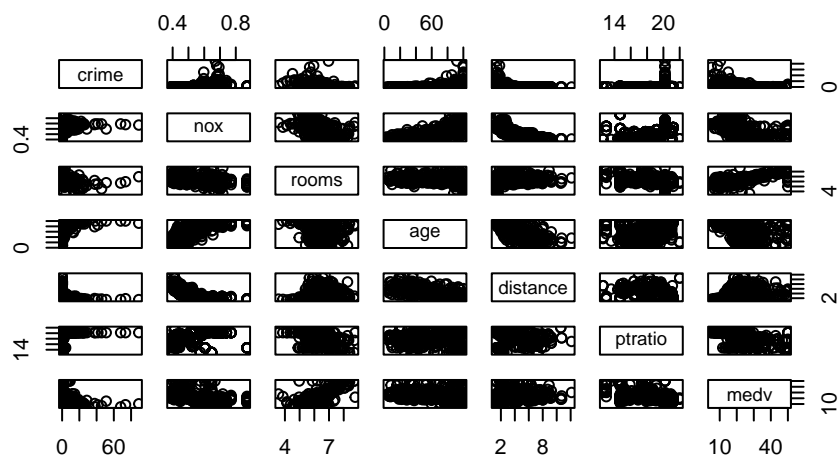 0.4 0.8 0 60 14 20
crime 0
0.4 nox
rooms 4
0 age
distance 2
14 ptratio
medv 10
0 60 4 7 2 8 10 40